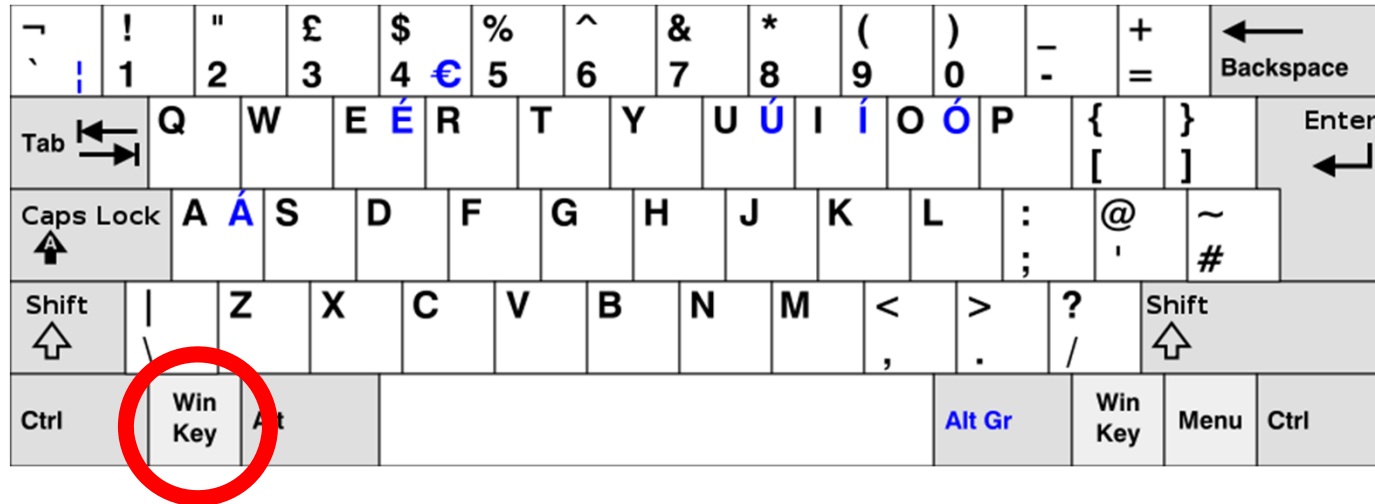 ¬ ! " £ $ % ^ & * ( ) _ +
` ¦ 1 2 3 4 € 5 6 7 8 9 0 - = Backspace
Tab Q W E É R T Y U Ú I Í O Ó P { } Enter
[ ]
Caps Lock A Á S D F G H J K L : @ ~
A ; ' #
Shift | Z X C V B N M < > ? Shift
\ , . /
Ctrl Win Key Alt Alt Gr Win Key Menu Ctrl